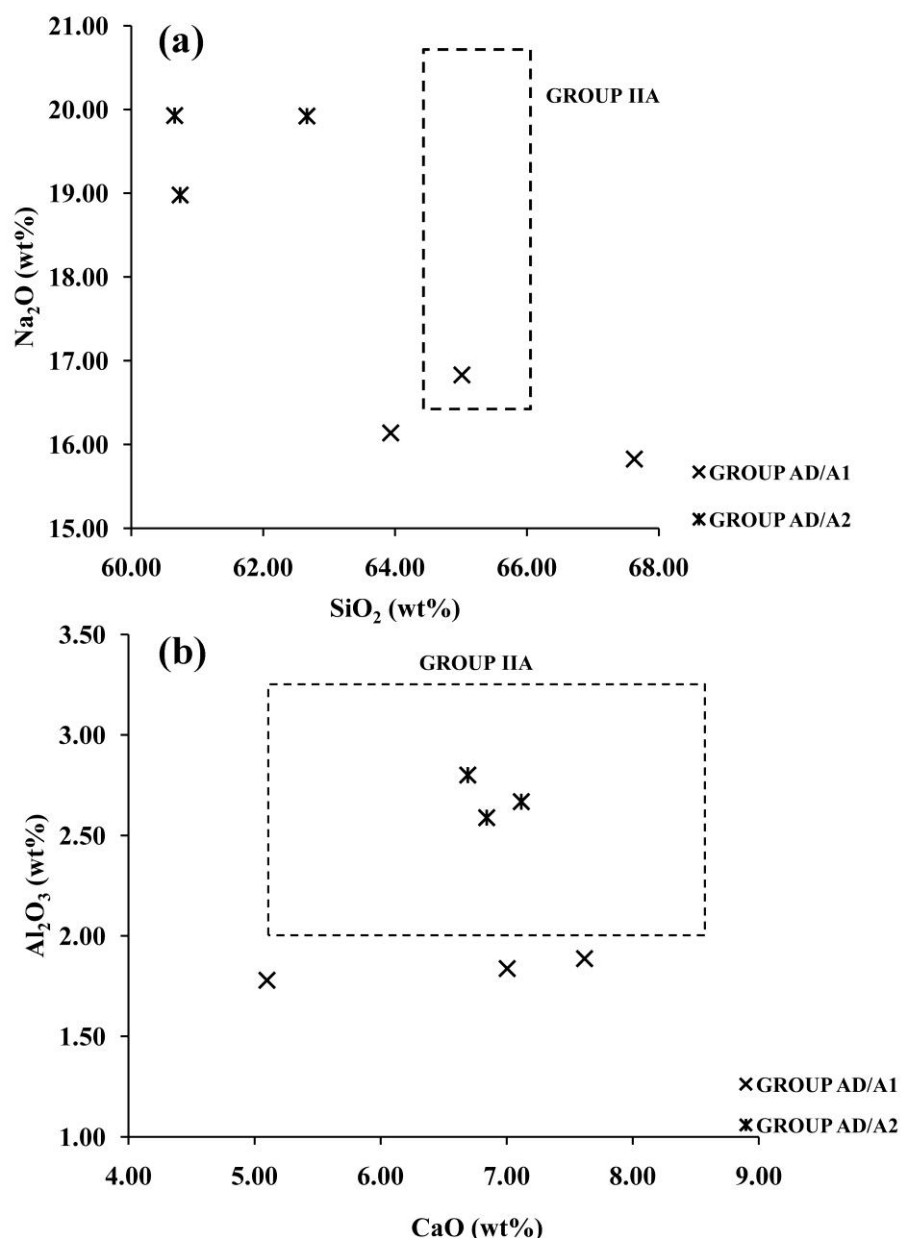 (a)
21.00
20.00
19.00
18.00
17.00
16.00
15.00
Na₂O (wt%)
GROUP IIA
GROUP AD/A1
GROUP AD/A2
60.00 62.00 64.00 66.00 68.00
SiO₂ (wt%)
(b)
3.50
3.00
2.50
2.00
1.50
1.00
Al₂O₃ (wt%)
GROUP IIA
GROUP AD/A1
GROUP AD/A2
4.00 5.00 6.00 7.00 8.00 9.00
CaO (wt%)